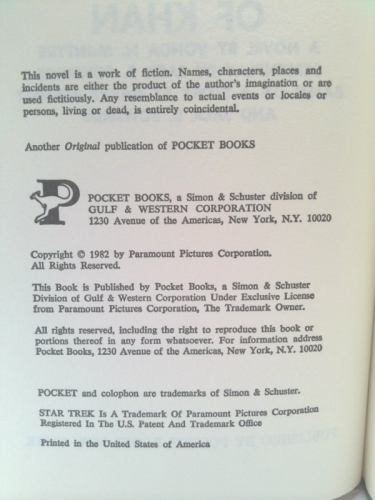 This novel is a work of fiction. Names, characters, places and
incidents are either the product of the author's imagination or are
used fictitiously. Any resemblance to actual events or locales or
persons, living or dead, is entirely coincidental.
Another Original publication of POCKET BOOKS
POCKET BOOKS, a Simon & Schuster division of
GULF & WESTERN CORPORATION
1230 Avenue of the Americas, New York, N.Y. 10020
Copyright © 1982 by Paramount Pictures Corporation.
All Rights Reserved.
This Book is Published by Pocket Books, a Simon & Schuster
Division of Gulf & Western Corporation Under Exclusive License
from Paramount Pictures Corporation, The Trademark Owner.
All rights reserved, including the right to reproduce this book or
portions thereof in any form whatsoever. For information address
Pocket Books, 1230 Avenue of the Americas, New York, N.Y. 10020
POCKET and colophon are trademarks of Simon & Schuster.
STAR TREK Is A Trademark Of Paramount Pictures Corporation
Registered In The U.S. Patent And Trademark Office
Printed in the United States of America